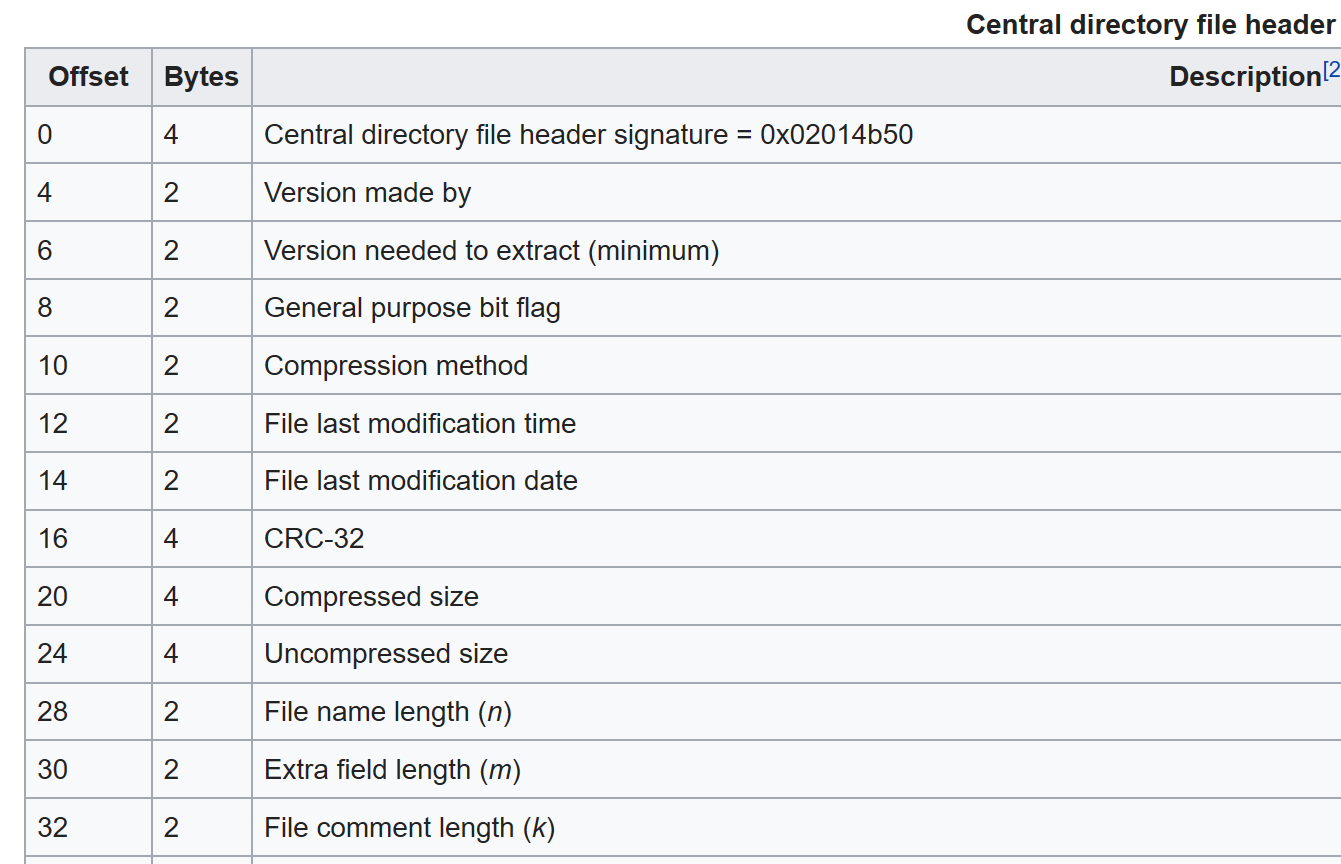 Central directory file header
Offset Bytes Description[2
0 4 Central directory file header signature = 0x02014b50
4 2 Version made by
6 2 Version needed to extract (minimum)
8 2 General purpose bit flag
10 2 Compression method
12 2 File last modification time
14 2 File last modification date
16 4 CRC-32
20 4 Compressed size
24 4 Uncompressed size
28 2 File name length (n)
30 2 Extra field length (m)
32 2 File comment length (k)